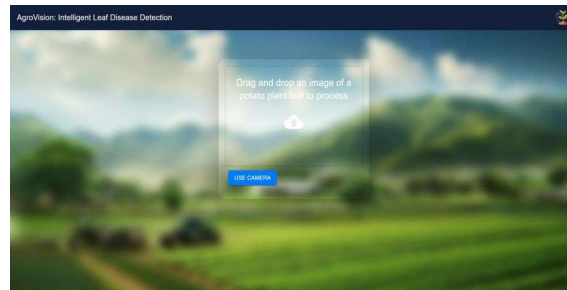 AgroVision: Intelligent Leaf Disease Detection
Drag and drop an image of a
potato plant leaf to process
USE CAMERA